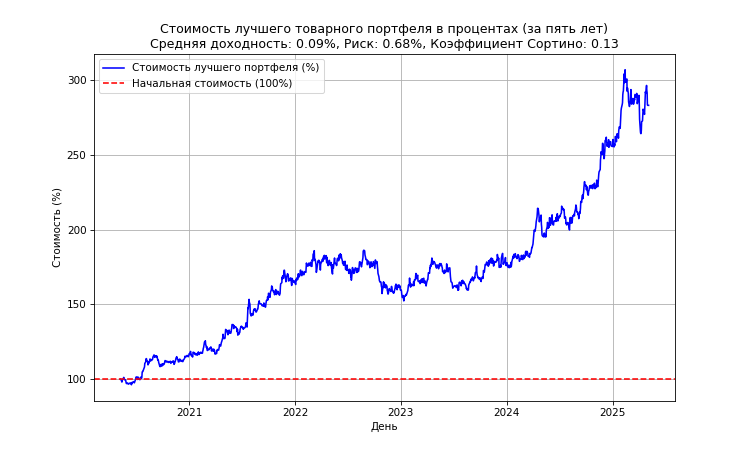 Стоимость лучшего товарного портфеля в процентах (за пять лет)
Средняя доходность: 0.09%, Риск: 0.68%, Коэффициент Сортино: 0.13
Стоимость лучшего портфеля (%)
Начальная стоимость (100%)
Стоимость (%)
300
250
200
150
100
2021 2022 2023 2024 2025
День